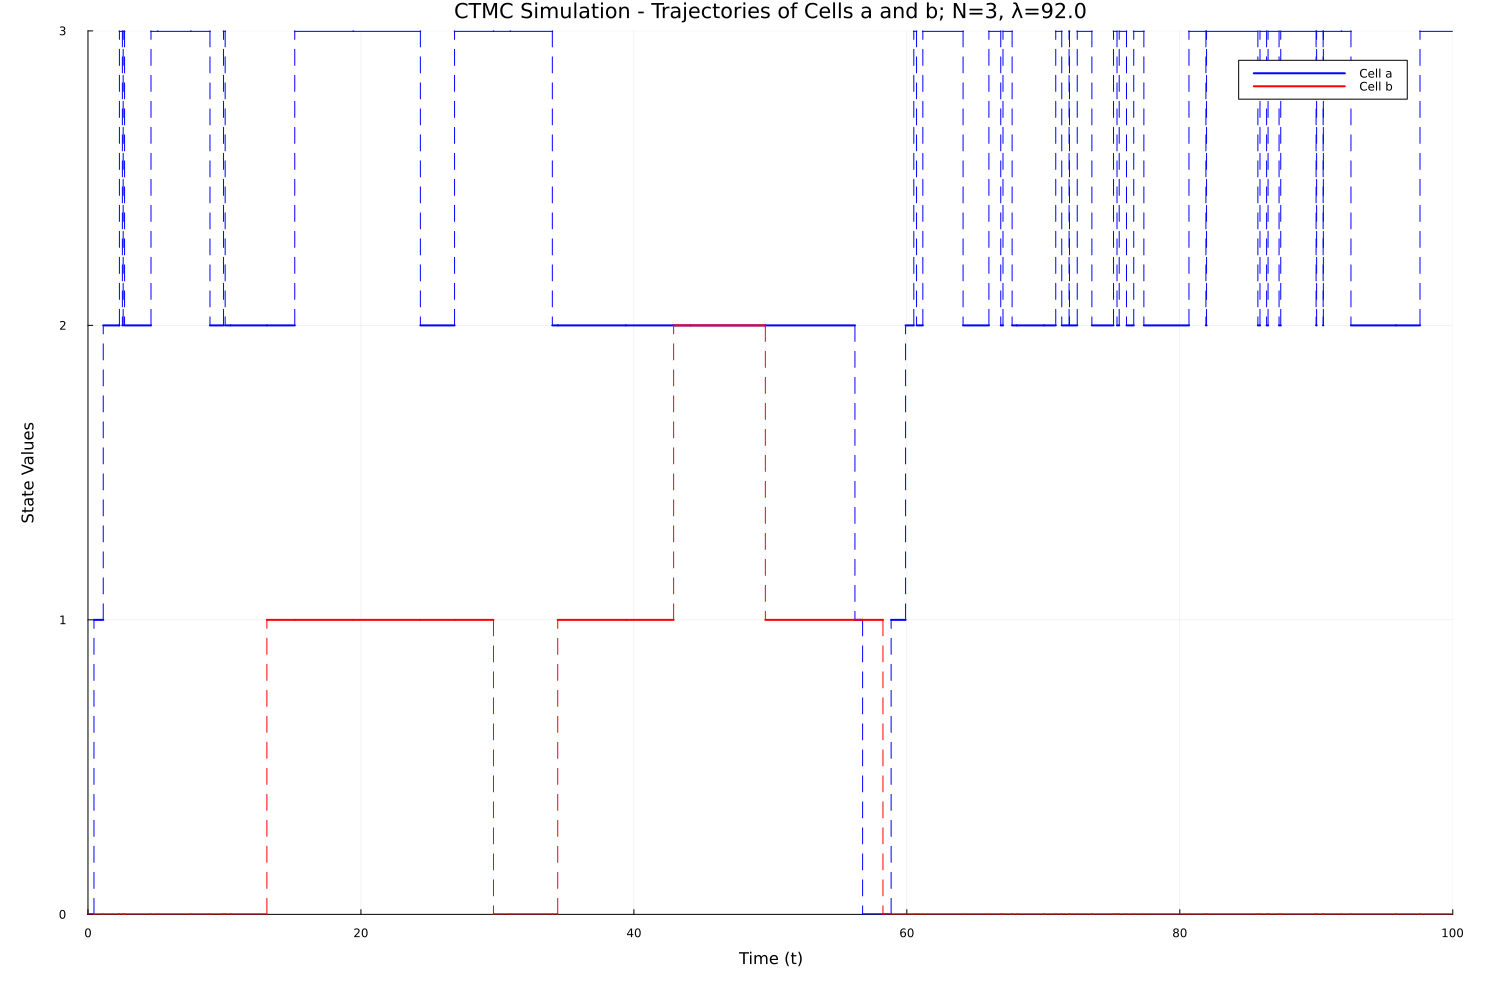 CTMC Simulation - Trajectories of Cells a and b; N=3, λ=92.0
3
Cell a
Cell b
2
State Values
1
0
0 20 40 60 80 100
Time (t)